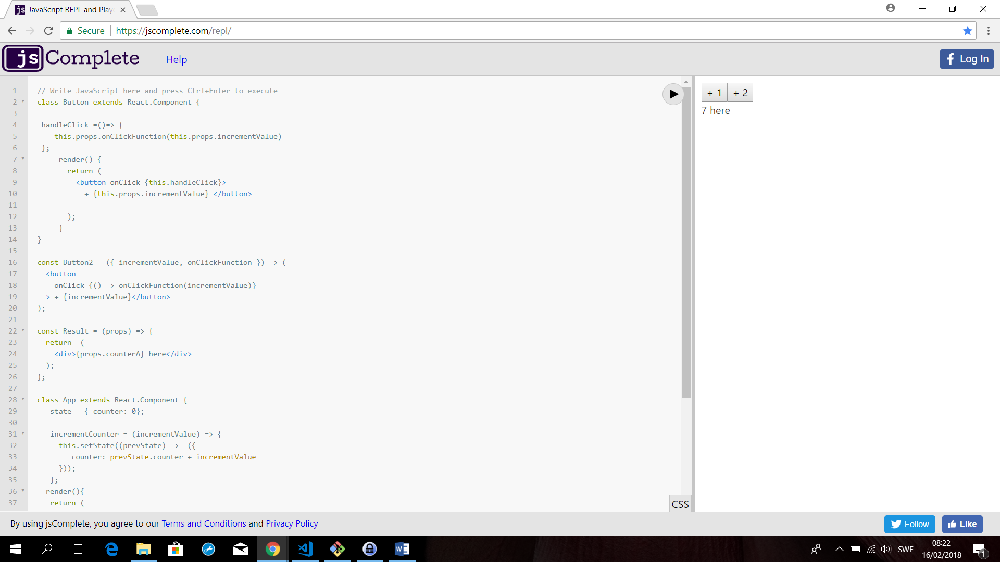 JavaScript REPL and Play
Secure https://jscomplete.com/repl/
js Complete Help Log In
1 // Write JavaScript here and press Ctrl+Enter to execute
2 class Button extends React.Component {
3
4 handleClick =()=> {
5 this.props.onClickFunction(this.props.incrementValue)
6 };
7 render() {
8 return (
9 <button onClick={this.handleClick}>
10 + {this.props.incrementValue} </button>
11
12 );
13 }
14 }
15
16 const Button2 = ({ incrementValue, onClickFunction }) => (
17 <button
18 onClick={() => onClickFunction(incrementValue)}
19 > + {incrementValue}</button>
20 );
21
22 const Result = (props) => {
23 return  (
24 <div>{props.counterA} here</div>
25 );
26 };
27
28 class App extends React.Component {
29 state = { counter: 0};
30
31 incrementCounter = (incrementValue) => {
32 this.setState((prevState) =>  ({
33 counter: prevState.counter + incrementValue
34 }));
35 };
36 render(){
37 return (
CSS
+ 1 + 2
7 here
By using jsComplete, you agree to our Terms and Conditions and Privacy Policy
Follow Like
SWE
08:22
16/02/2018
1